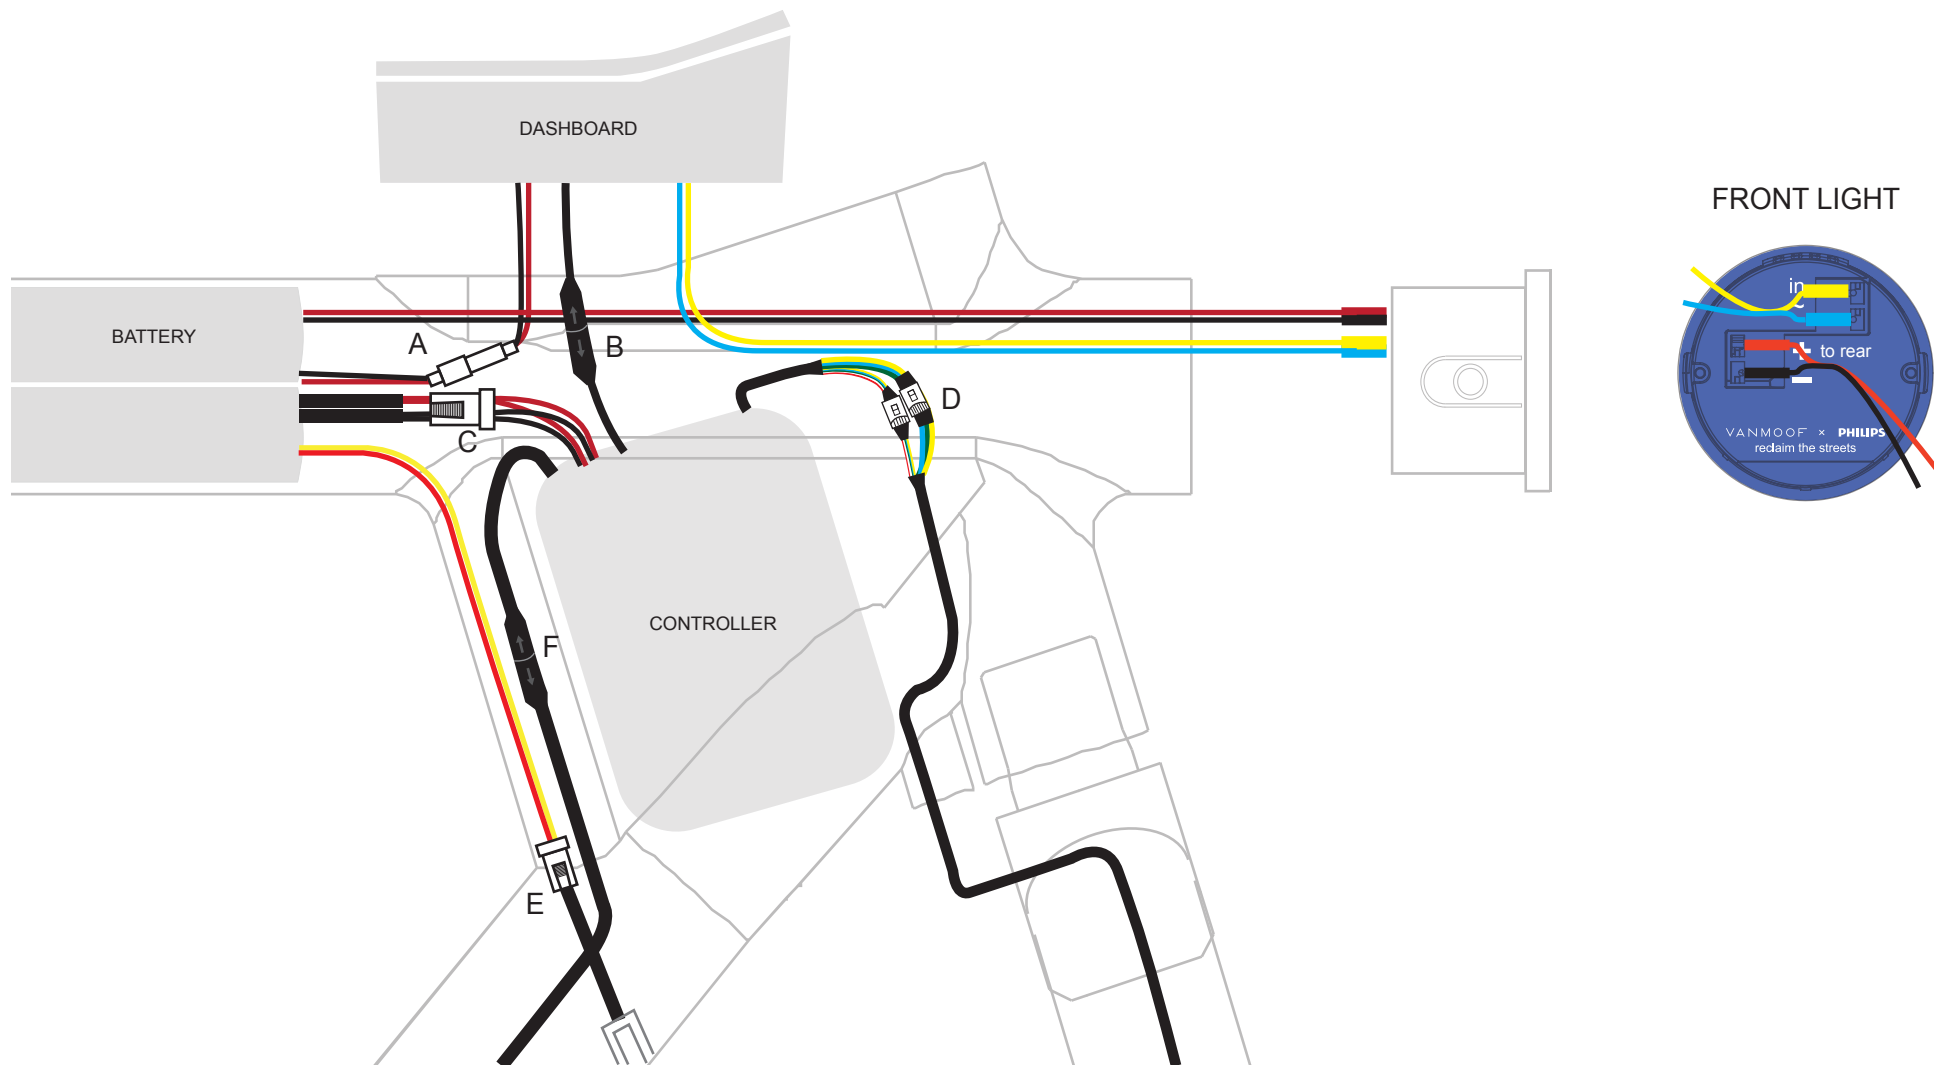 DASHBOARD
FRONT LIGHT
BATTERY
A
B
C
D
in
~
+ to rear
−
VANMOOF × PHILIPS
reclaim the streets
CONTROLLER
F
E